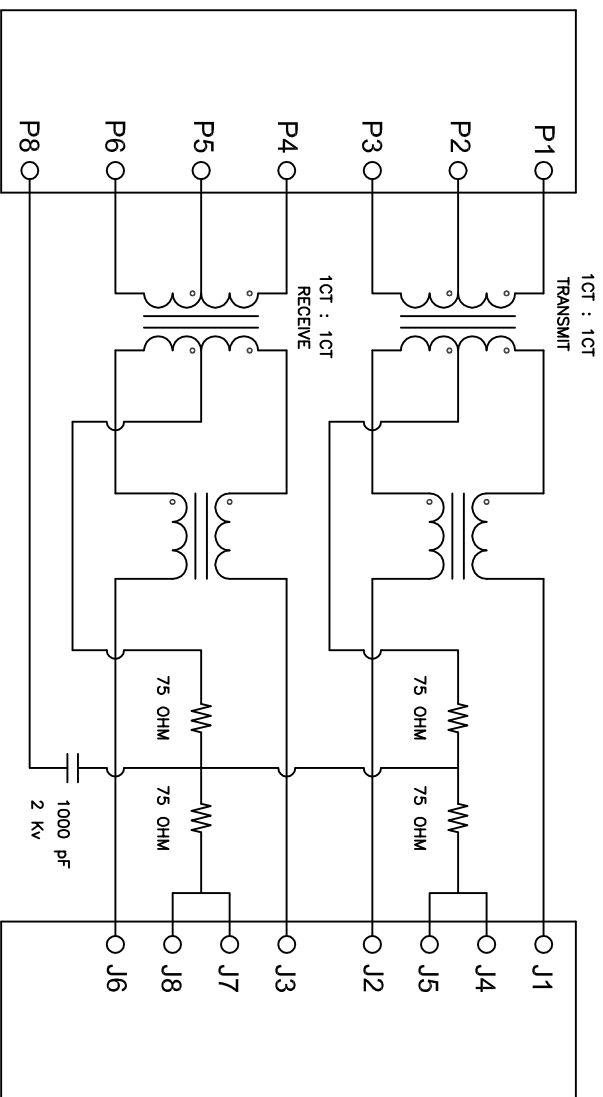 1CT : 1CT
TRANSMIT
P1
P2
P3
P4
P5
P6
P8
1CT : 1CT
RECEIVE
75 OHM
75 OHM
75 OHM
75 OHM
1000 pF
2 Kv
J1
J4
J5
J2
J3
J7
J8
J6